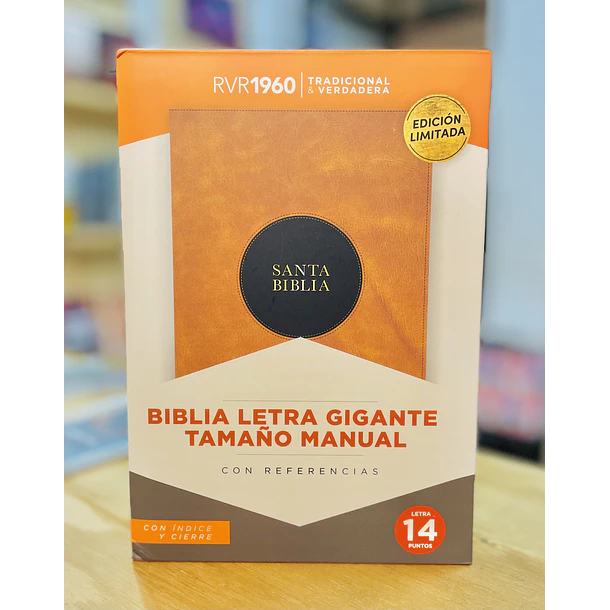 RVR1960
TRADICIONAL
& VERDADERA
EDICIÓN
LIMITADA
SANTA
BIBLIA
BIBLIA LETRA GIGANTE
TAMAÑO MANUAL
CON REFERENCIAS
CON ÍNDICE
Y CIERRE
LETRA
14
PUNTOS